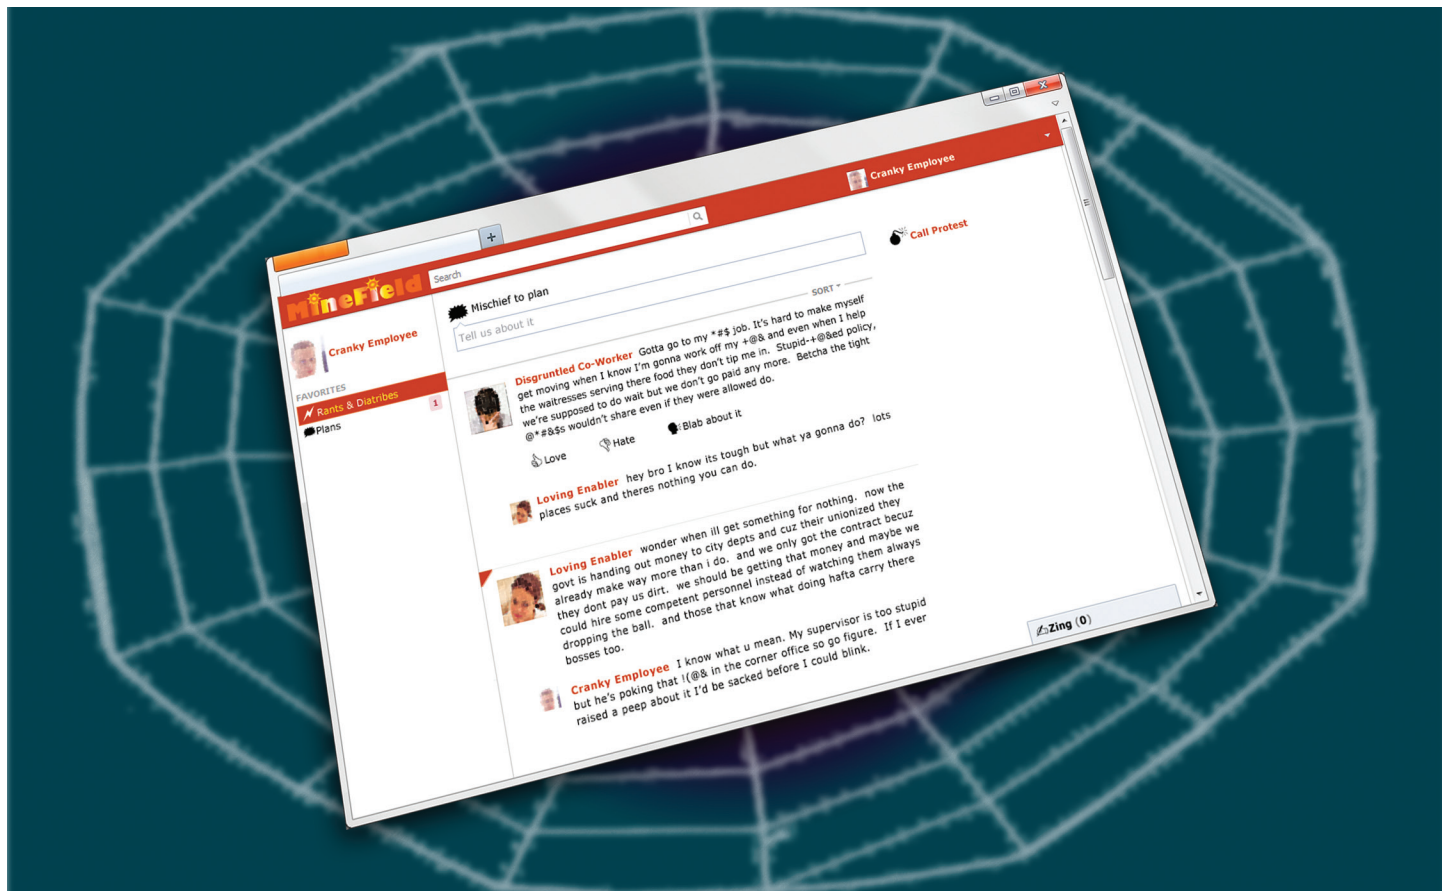 Cranky Employee
MineField
Search
Call Protest
Cranky Employee
FAVORITES
Rants & Diatribes
1
Plans
Mischief to plan
Tell us about it
SORT
Disgruntled Co-Worker Gotta go to my *#$ job. It's hard to make myself
get moving when I know I'm gonna work off my +@& and even when I help
the waitresses serving there food they don't tip me in. Stupid-+@&ed policy,
we're supposed to do wait but we don't go paid any more. Betcha the tight
@*#&$s wouldn't share even if they were allowed do.
Love Hate Blab about it
Loving Enabler hey bro I know its tough but what ya gonna do? lots
places suck and theres nothing you can do.
Loving Enabler wonder when ill get something for nothing. now the
govt is handing out money to city depts and cuz their unionized they
already make way more than i do. and we only got the contract becuz
they dont pay us dirt. we should be getting that money and maybe we
could hire some competent personnel instead of watching them always
dropping the ball. and those that know what doing hafta carry there
bosses too.
Cranky Employee I know what u mean. My supervisor is too stupid
but he's poking that !(@& in the corner office so go figure. If I ever
raised a peep about it I'd be sacked before I could blink.
Zing (0)